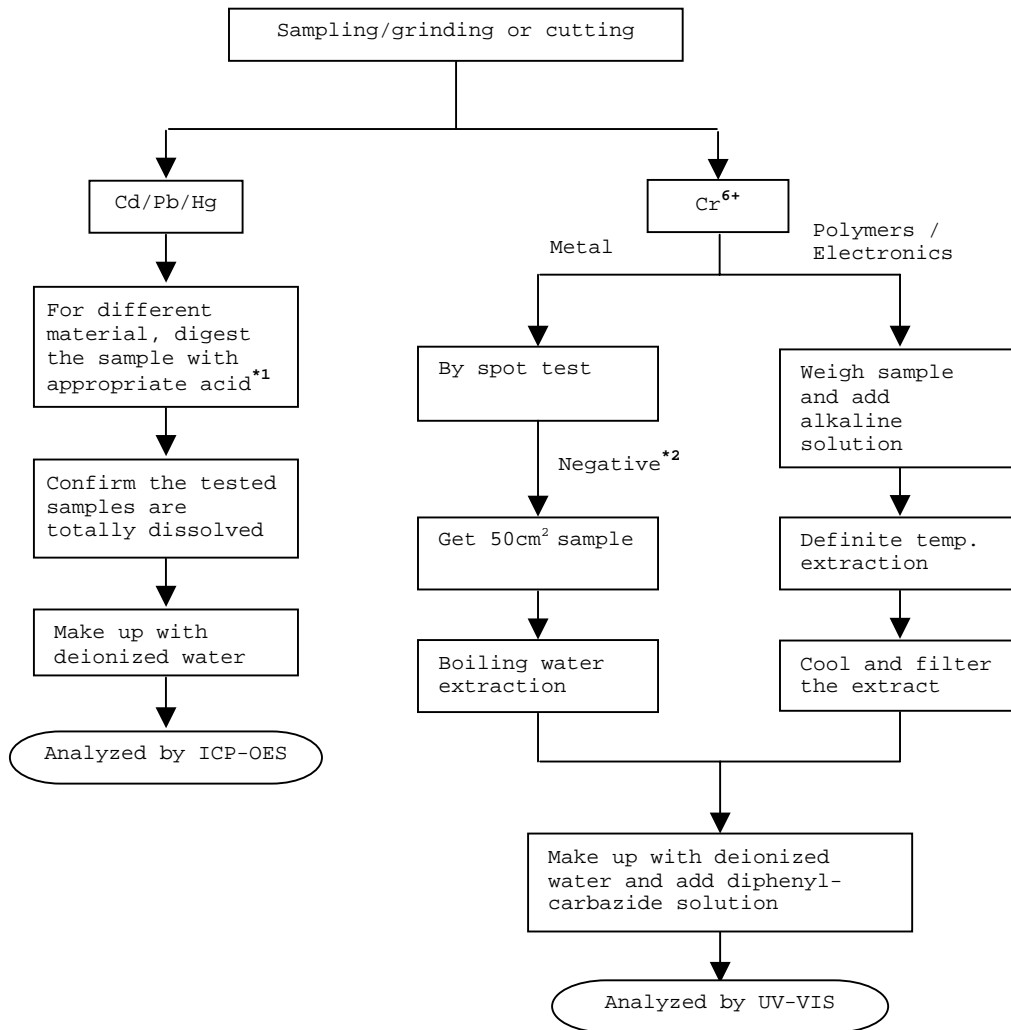 Sampling/grinding or cutting
Cd/Pb/Hg
For different
material, digest
the sample with
appropriate acid*1
Confirm the tested
samples are
totally dissolved
Make up with
deionized water
Analyzed by ICP-OES
Cr6+
Metal
Polymers /
Electronics
By spot test
Negative*2
Get 50cm² sample
Boiling water
extraction
Weigh sample
and add
alkaline
solution
Definite temp.
extraction
Cool and filter
the extract
Make up with deionized
water and add diphenyl-
carbazide solution
Analyzed by UV-VIS